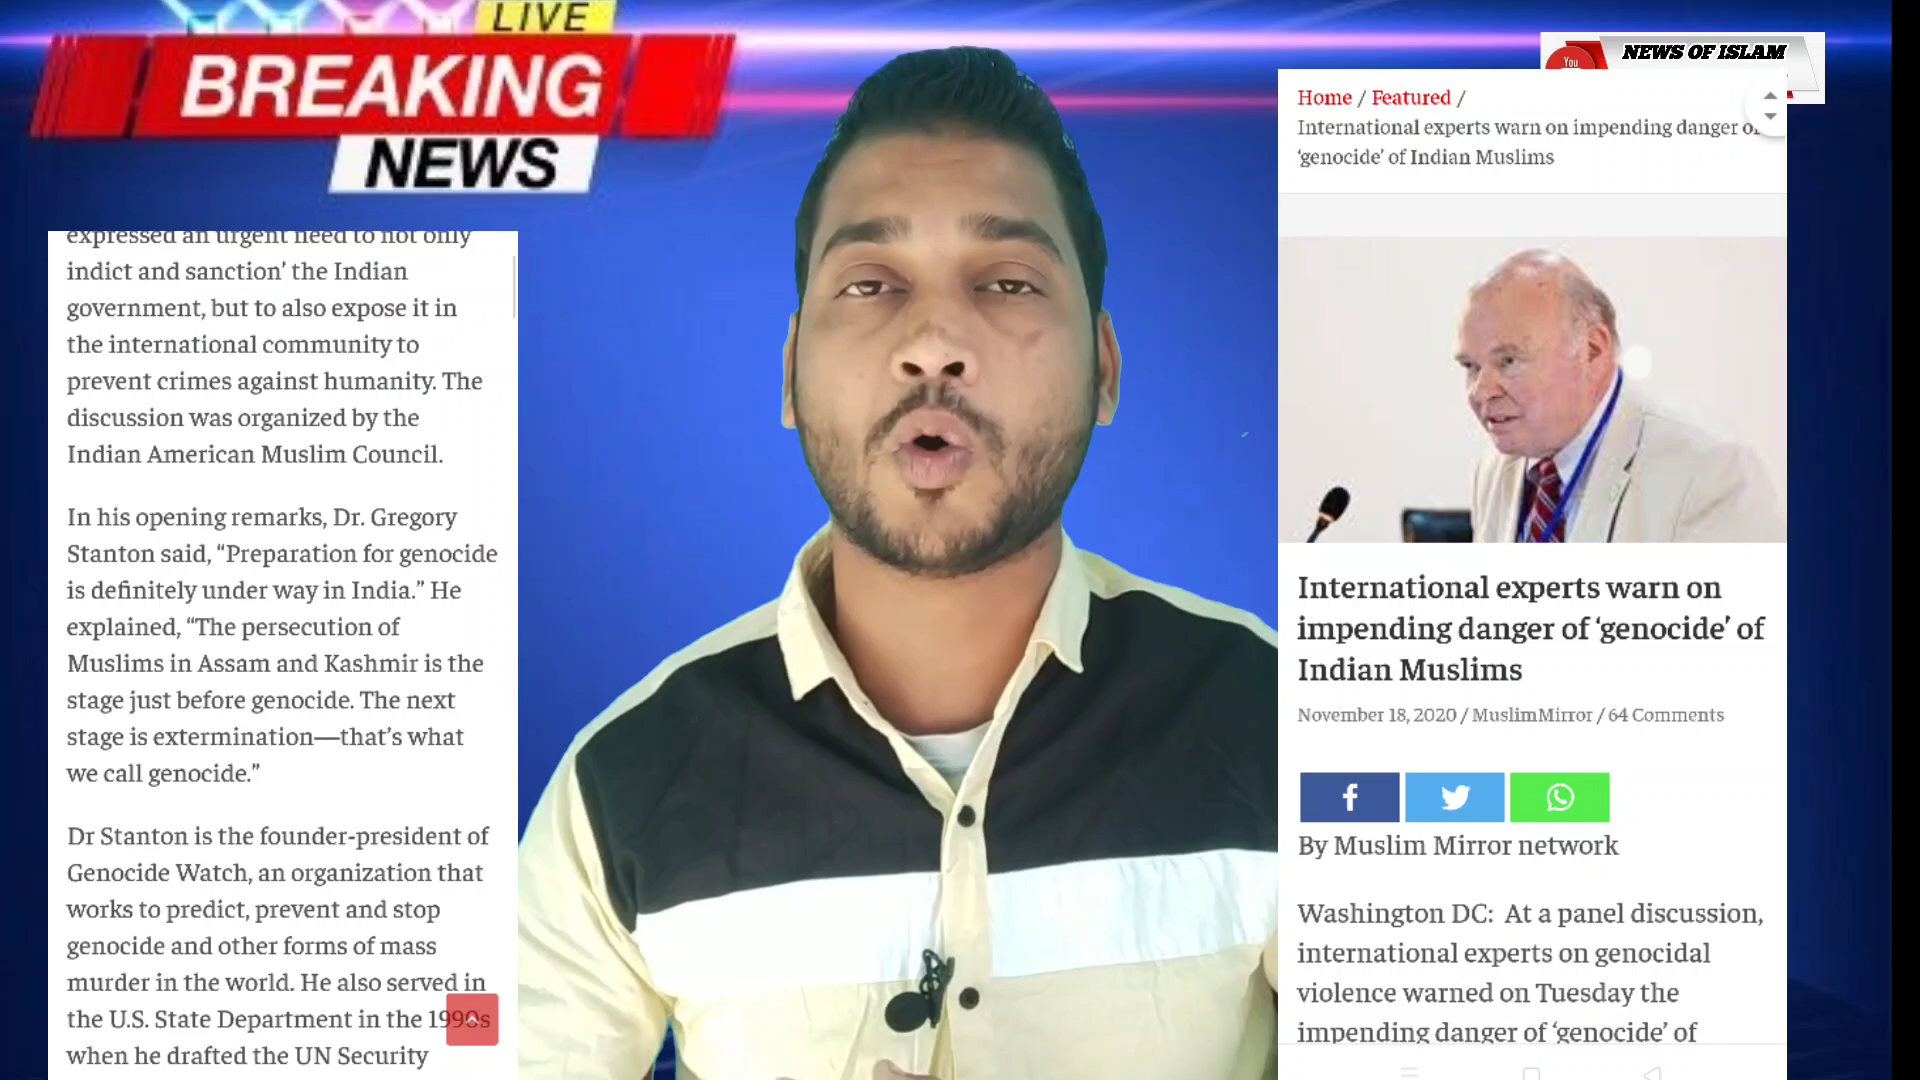 LIVE
BREAKING
NEWS
expressed an urgent need to not only
indict and sanction’ the Indian
government, but to also expose it in
the international community to
prevent crimes against humanity. The
discussion was organized by the
Indian American Muslim Council.
In his opening remarks, Dr. Gregory
Stanton said, “Preparation for genocide
is definitely under way in India.” He
explained, “The persecution of
Muslims in Assam and Kashmir is the
stage just before genocide. The next
stage is extermination—that’s what
we call genocide.”
Dr Stanton is the founder-president of
Genocide Watch, an organization that
works to predict, prevent and stop
genocide and other forms of mass
murder in the world. He also served in
the U.S. State Department in the 1990s
when he drafted the UN Security
You
NEWS OF ISLAM
Home / Featured /
International experts warn on impending danger of
‘genocide’ of Indian Muslims
International experts warn on
impending danger of ‘genocide’ of
Indian Muslims
November 18, 2020 / MuslimMirror / 64 Comments
By Muslim Mirror network
Washington DC: At a panel discussion,
international experts on genocidal
violence warned on Tuesday the
impending danger of ‘genocide’ of